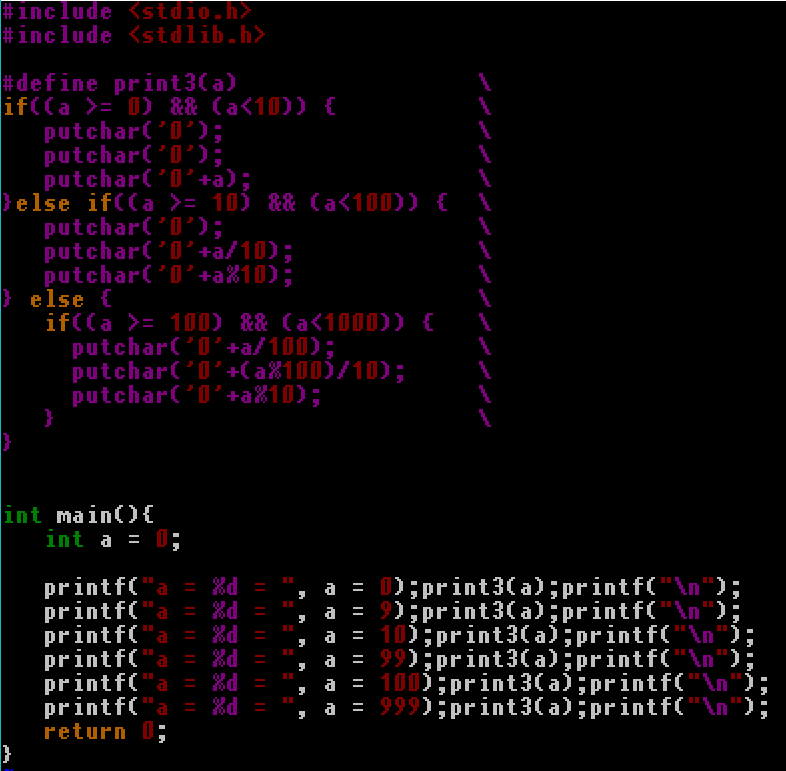 #include <stdio.h>
#include <stdlib.h>
#define print3(a) \
if((a >= 0) && (a<10)) { \
putchar('0'); \
putchar('0'); \
putchar('0'+a); \
}else if((a >= 10) && (a<100)) { \
putchar('0'); \
putchar('0'+a/10); \
putchar('0'+a%10); \
} else { \
if((a >= 100) && (a<1000)) { \
putchar('0'+a/100); \
putchar('0'+(a%100)/10); \
putchar('0'+a%10); \
} \
}
int main(){
int a = 0;
printf("a = %d = ", a = 0);print3(a);printf("\n");
printf("a = %d = ", a = 9);print3(a);printf("\n");
printf("a = %d = ", a = 10);print3(a);printf("\n");
printf("a = %d = ", a = 99);print3(a);printf("\n");
printf("a = %d = ", a = 100);print3(a);printf("\n");
printf("a = %d = ", a = 999);print3(a);printf("\n");
return 0;
}